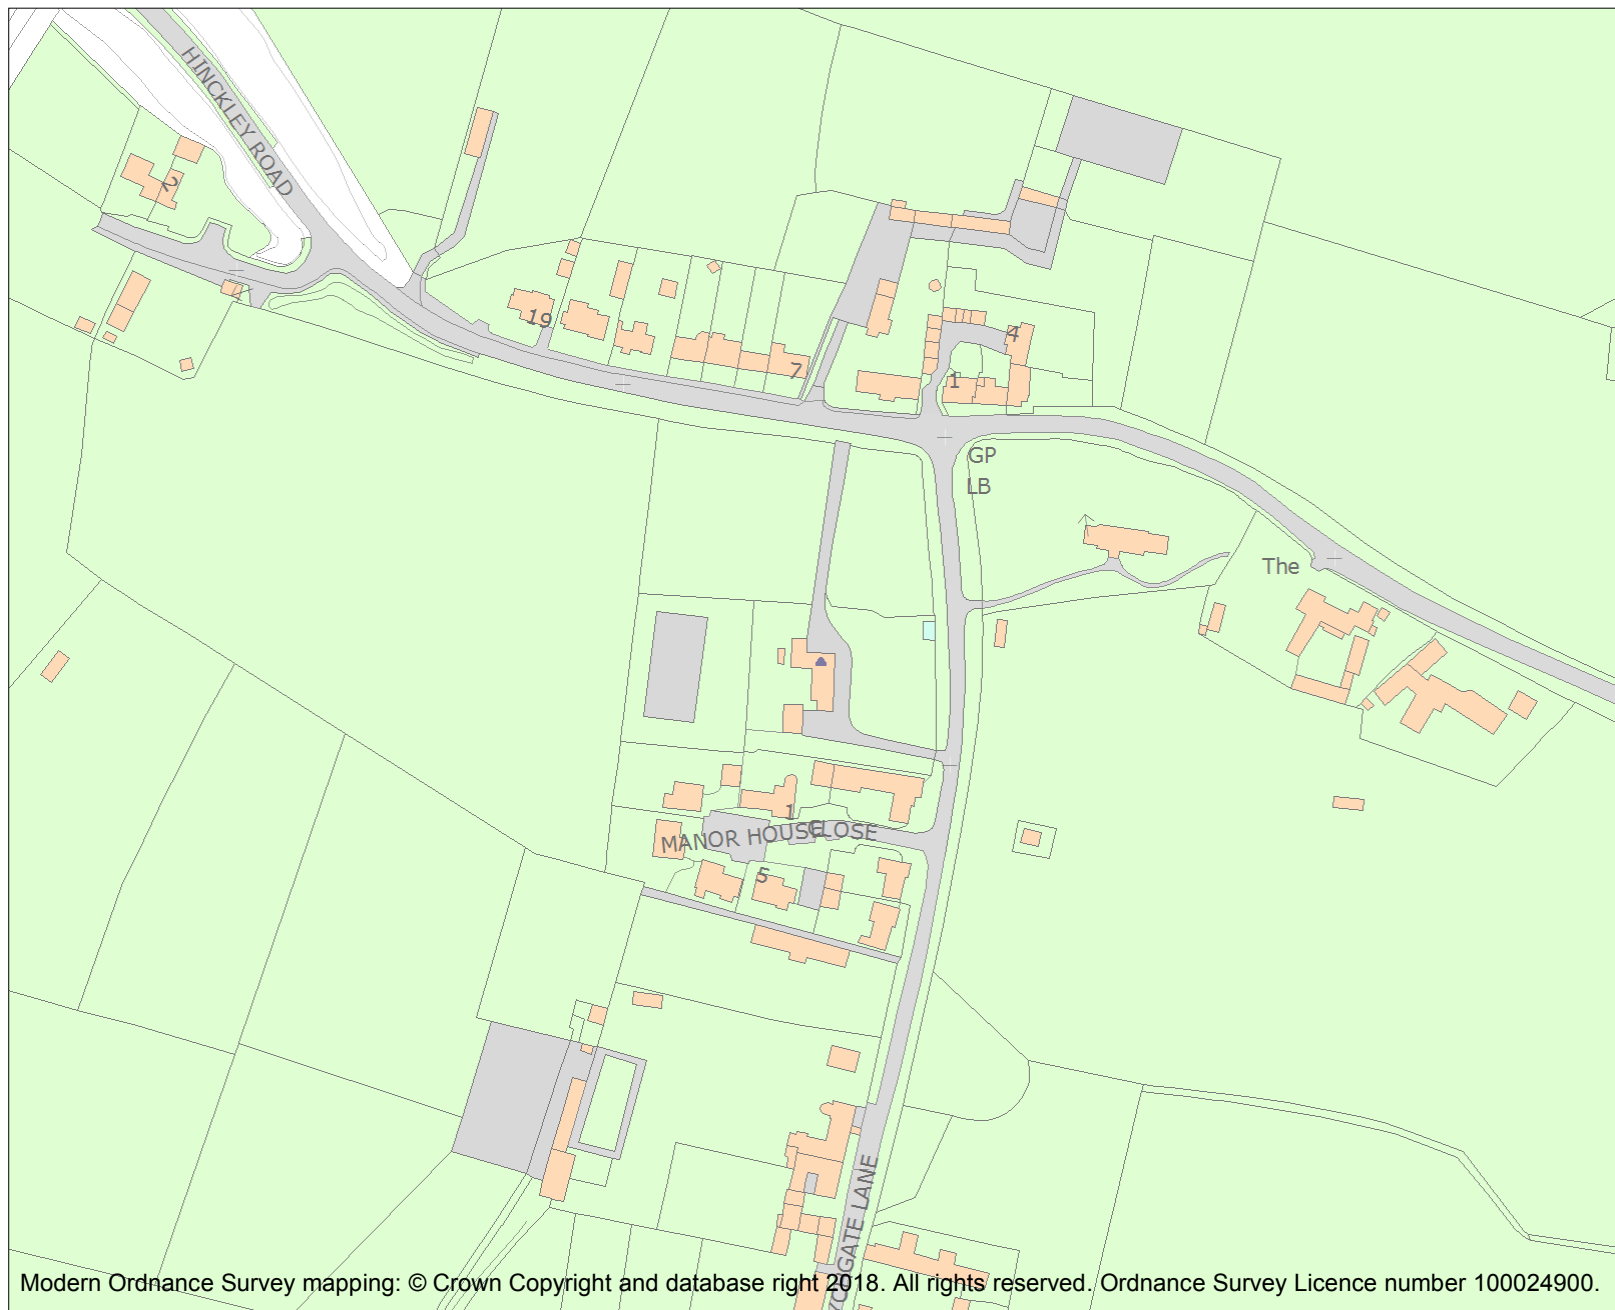 HINCKLEY ROAD
2
4
19
7
4
1
GP
LB
The
1
MANOR HOUSE CLOSE
5
GATE LANE
Modern Ordnance Survey mapping: © Crown Copyright and database right 2018. All rights reserved. Ordnance Survey Licence number 100024900.